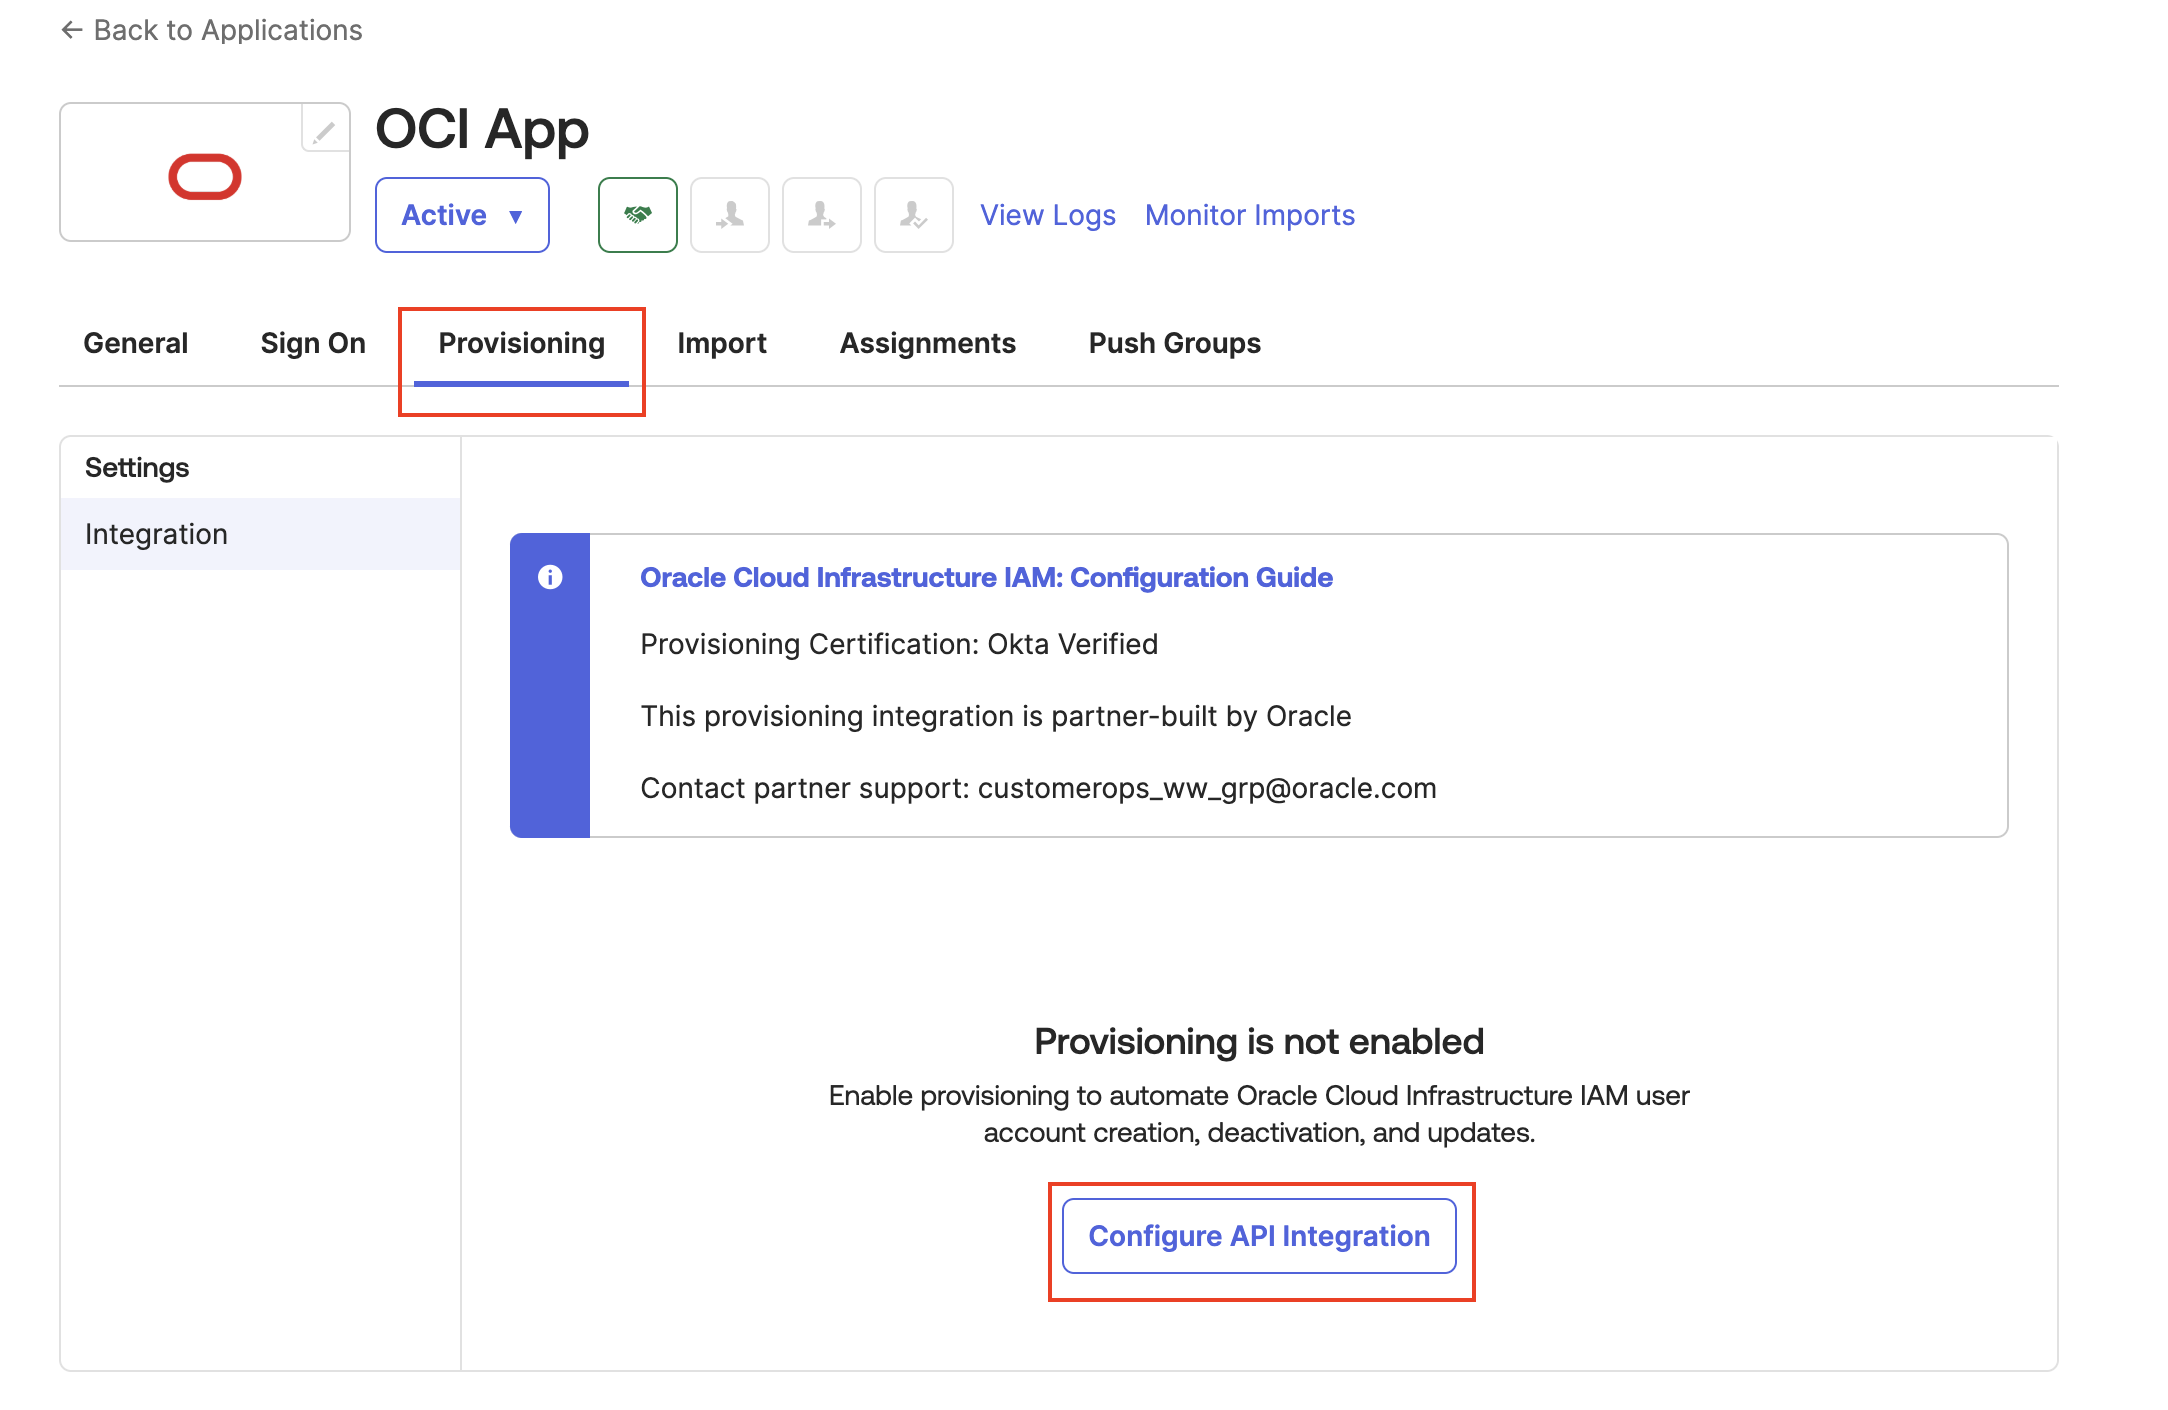 ← Back to Applications
OCI App
Active ▼
View Logs
Monitor Imports
General
Sign On
Provisioning
Import
Assignments
Push Groups
Settings
Integration
Oracle Cloud Infrastructure IAM: Configuration Guide
Provisioning Certification: Okta Verified
This provisioning integration is partner-built by Oracle
Contact partner support: customerops_ww_grp@oracle.com
Provisioning is not enabled
Enable provisioning to automate Oracle Cloud Infrastructure IAM user
account creation, deactivation, and updates.
Configure API Integration